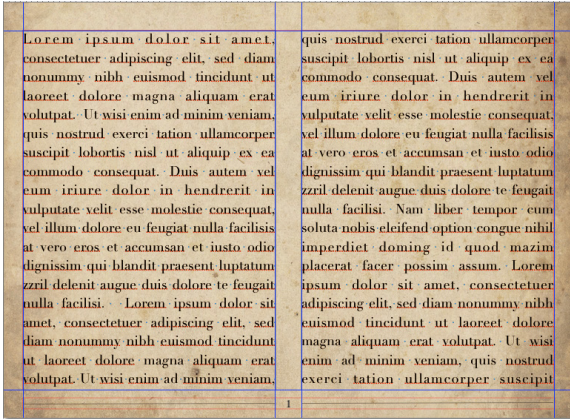 Lorem ipsum dolor sit amet,
consectetuer adipiscing elit, sed diam
nonummy nibh euismod tincidunt ut
laoreet dolore magna aliquam erat
volutpat. Ut wisi enim ad minim veniam,
quis nostrud exerci tation ullamcorper
suscipit lobortis nisl ut aliquip ex ea
commodo consequat. Duis autem vel
eum iriure dolor in hendrerit in
vulputate velit esse molestie consequat,
vel illum dolore eu feugiat nulla facilisis
at vero eros et accumsan et iusto odio
dignissim qui blandit praesent luptatum
zzril delenit augue duis dolore te feugait
nulla facilisi. Lorem ipsum dolor sit
amet, consectetuer adipiscing elit, sed
diam nonummy nibh euismod tincidunt
ut laoreet dolore magna aliquam erat
volutpat. Ut wisi enim ad minim veniam,
quis nostrud exerci tation ullamcorper
suscipit lobortis nisl ut aliquip ex ea
commodo consequat. Duis autem vel
eum iriure dolor in hendrerit in
vulputate velit esse molestie consequat,
vel illum dolore eu feugiat nulla facilisis
at vero eros et accumsan et iusto odio
dignissim qui blandit praesent luptatum
zzril delenit augue duis dolore te feugait
nulla facilisi. Nam liber tempor cum
soluta nobis eleifend option congue nihil
imperdiet doming id quod mazim
placerat facer possim assum. Lorem
ipsum dolor sit amet, consectetuer
adipiscing elit, sed diam nonummy nibh
euismod tincidunt ut laoreet dolore
magna aliquam erat volutpat. Ut wisi
enim ad minim veniam, quis nostrud
exerci tation ullamcorper suscipit
1